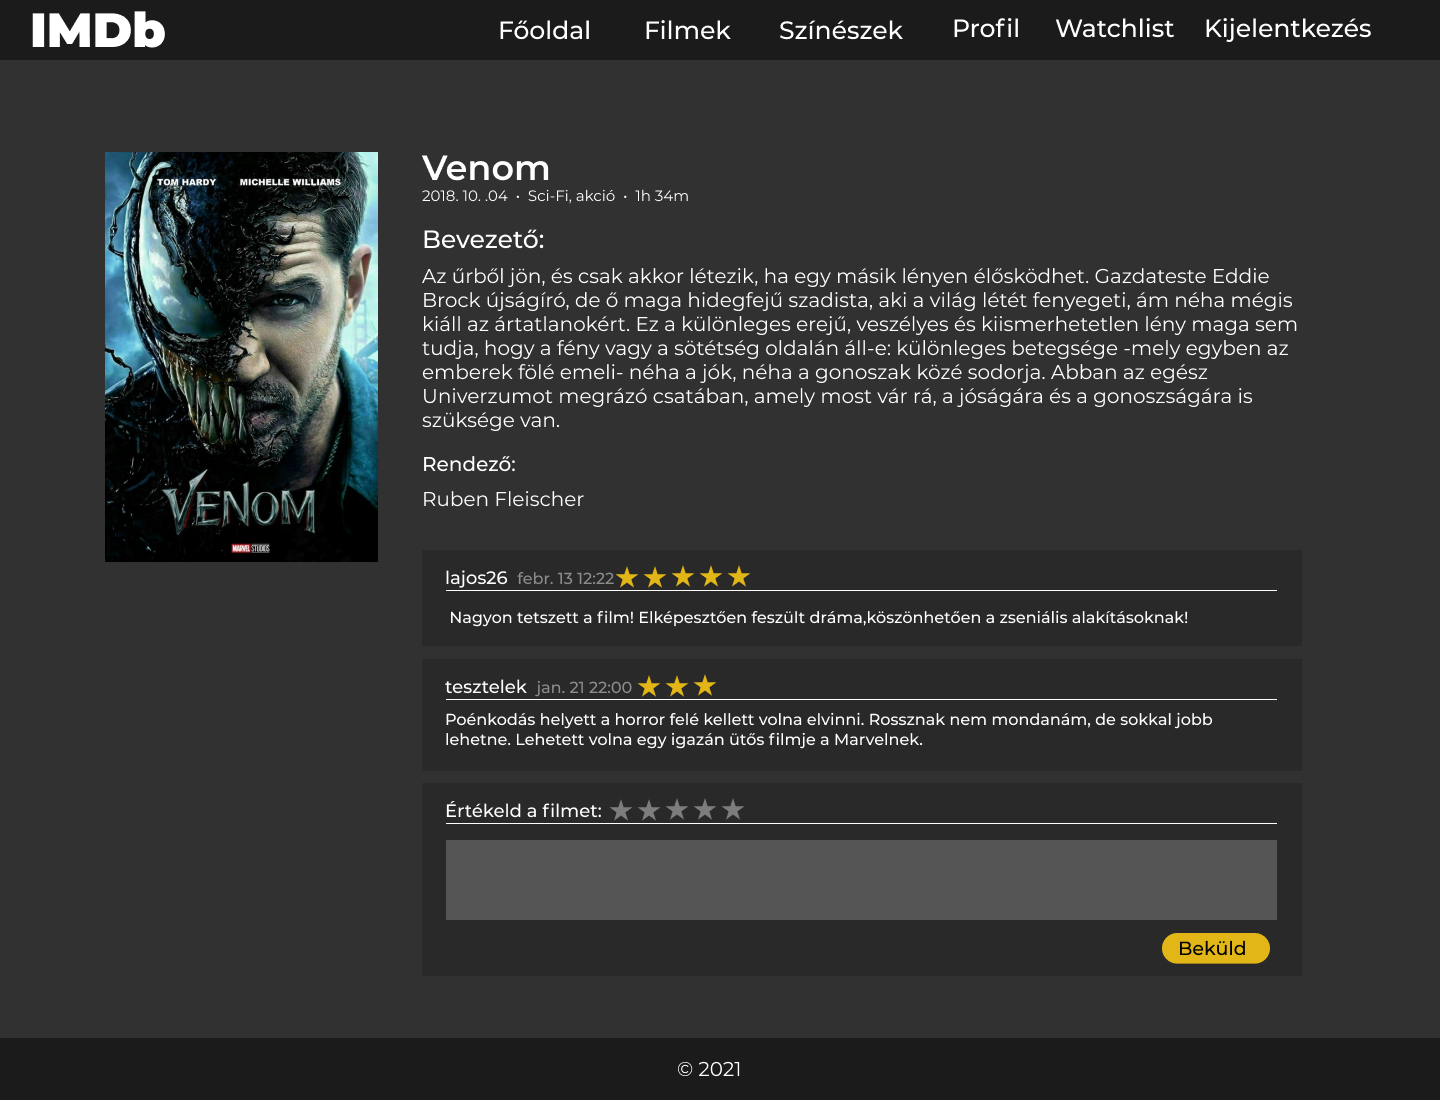 IMDb
Főoldal Filmek Színészek Profil Watchlist Kijelentkezés
TOM HARDY MICHELLE WILLIAMS
VENOM
MARVEL STUDIOS
Venom
2018. 10. .04 • Sci-Fi, akció • 1h 34m
Bevezető:
Az űrből jön, és csak akkor létezik, ha egy másik lényen élősködhet. Gazdateste Eddie
Brock újságíró, de ő maga hidegfejű szadista, aki a világ létét fenyegeti, ám néha mégis
kiáll az ártatlanokért. Ez a különleges erejű, veszélyes és kiismerhetetlen lény maga sem
tudja, hogy a fény vagy a sötétség oldalán áll-e: különleges betegsége -mely egyben az
emberek fölé emeli- néha a jók, néha a gonoszak közé sodorja. Abban az egész
Univerzumot megrázó csatában, amely most vár rá, a jóságára és a gonoszságára is
szüksége van.
Rendező:
Ruben Fleischer
lajos26 febr. 13 12:22
Nagyon tetszett a film! Elképesztően feszült dráma,köszönhetően a zseniális alakításoknak!
tesztelek jan. 21 22:00
Poénkodás helyett a horror felé kellett volna elvinni. Rossznak nem mondanám, de sokkal jobb
lehetne. Lehetett volna egy igazán ütős filmje a Marvelnek.
Értékeld a filmet:
Beküld
© 2021